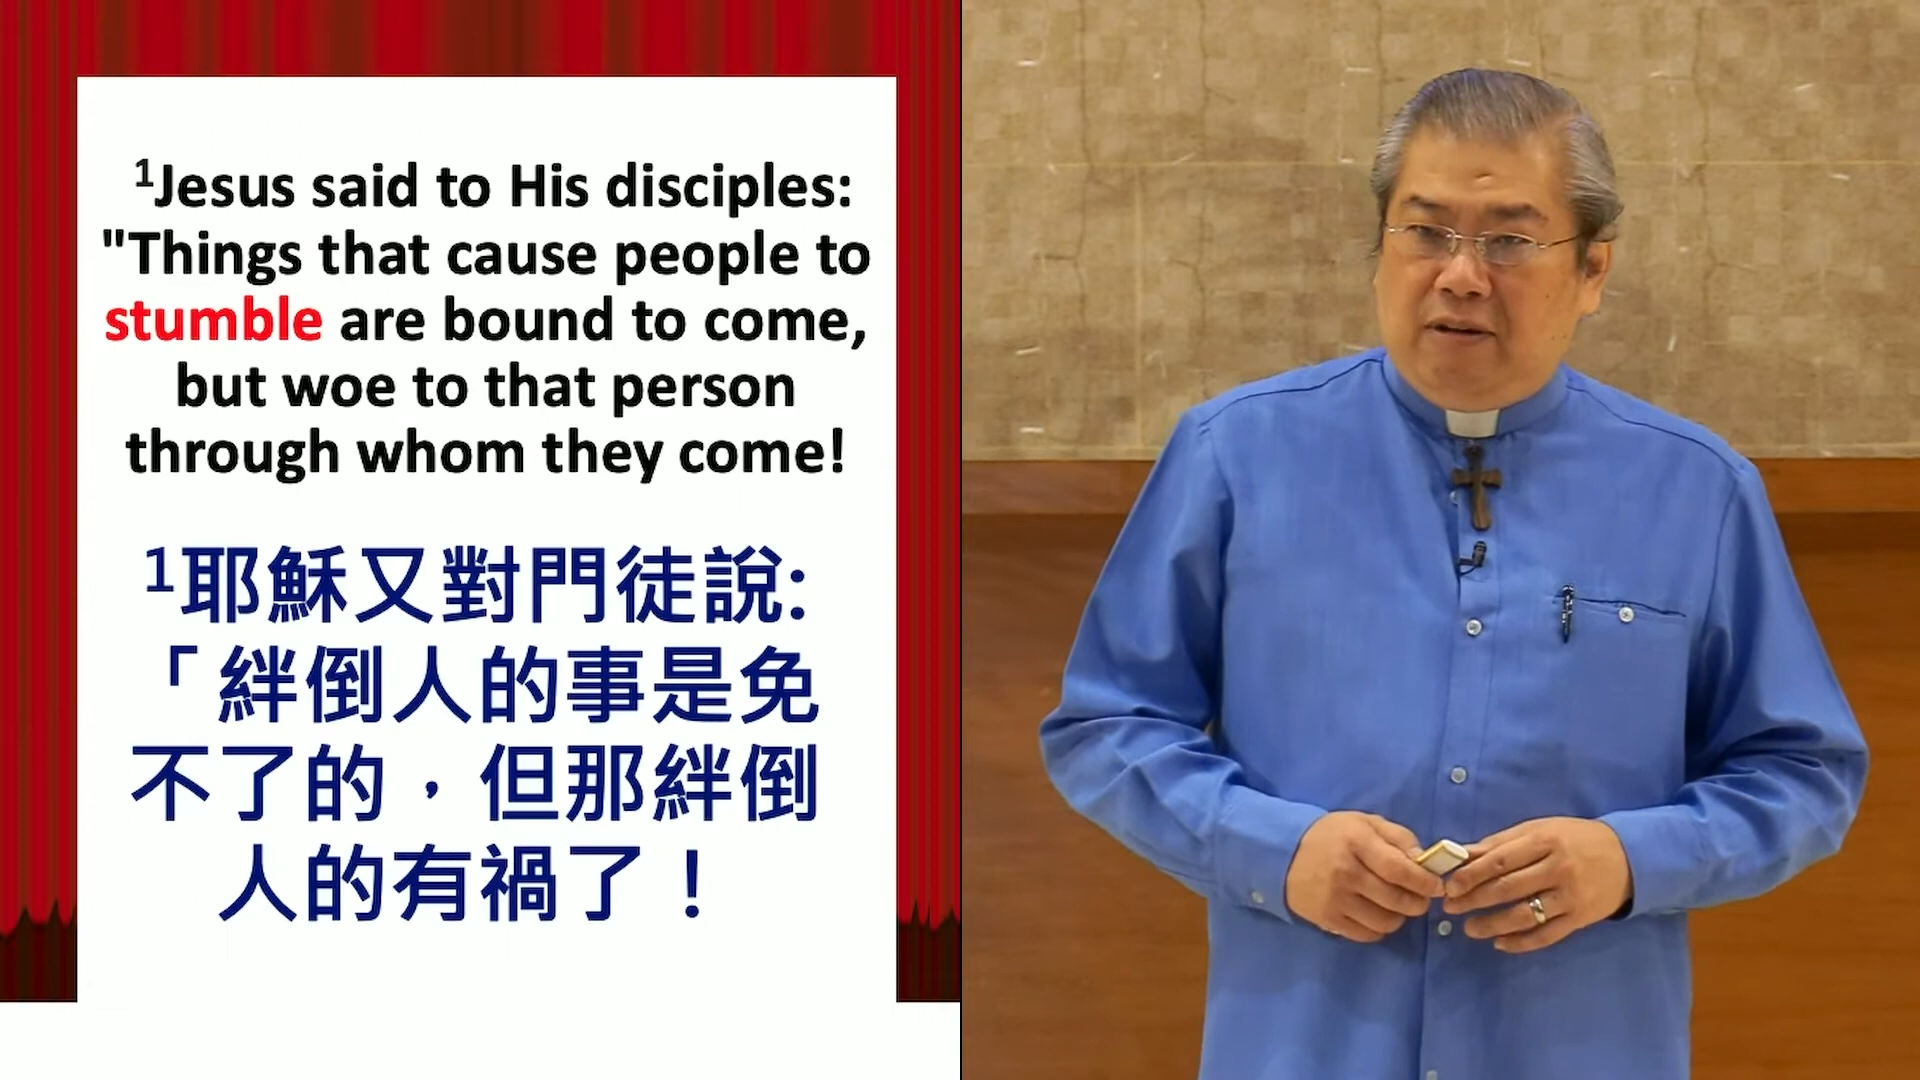 ¹Jesus said to His disciples:
"Things that cause people to
stumble are bound to come,
but woe to that person
through whom they come!
¹耶穌又對門徒說:
「絆倒人的事是免
不了的，但那絆倒
人的有禍了！